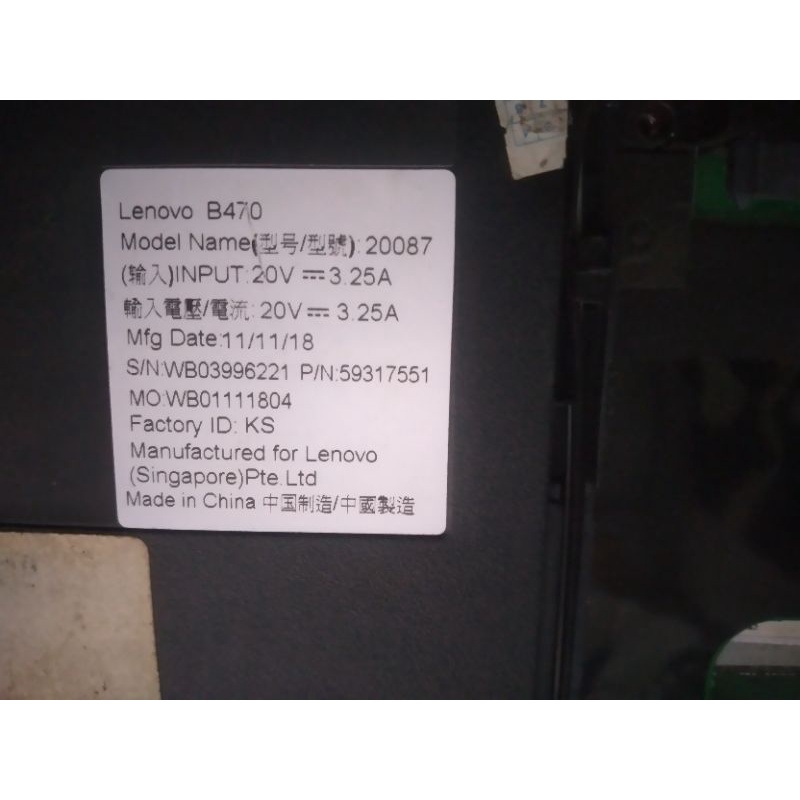 Lenovo B470
Model Name(型号/型號): 20087
(输入)INPUT:20V ⎓ 3.25A
輸入電壓/電流: 20V ⎓ 3.25A
Mfg Date:11/11/18
S/N:WB03996221 P/N:59317551
MO:WB01111804
Factory ID: KS
Manufactured for Lenovo
(Singapore)Pte.Ltd
Made in China 中国制造/中國製造